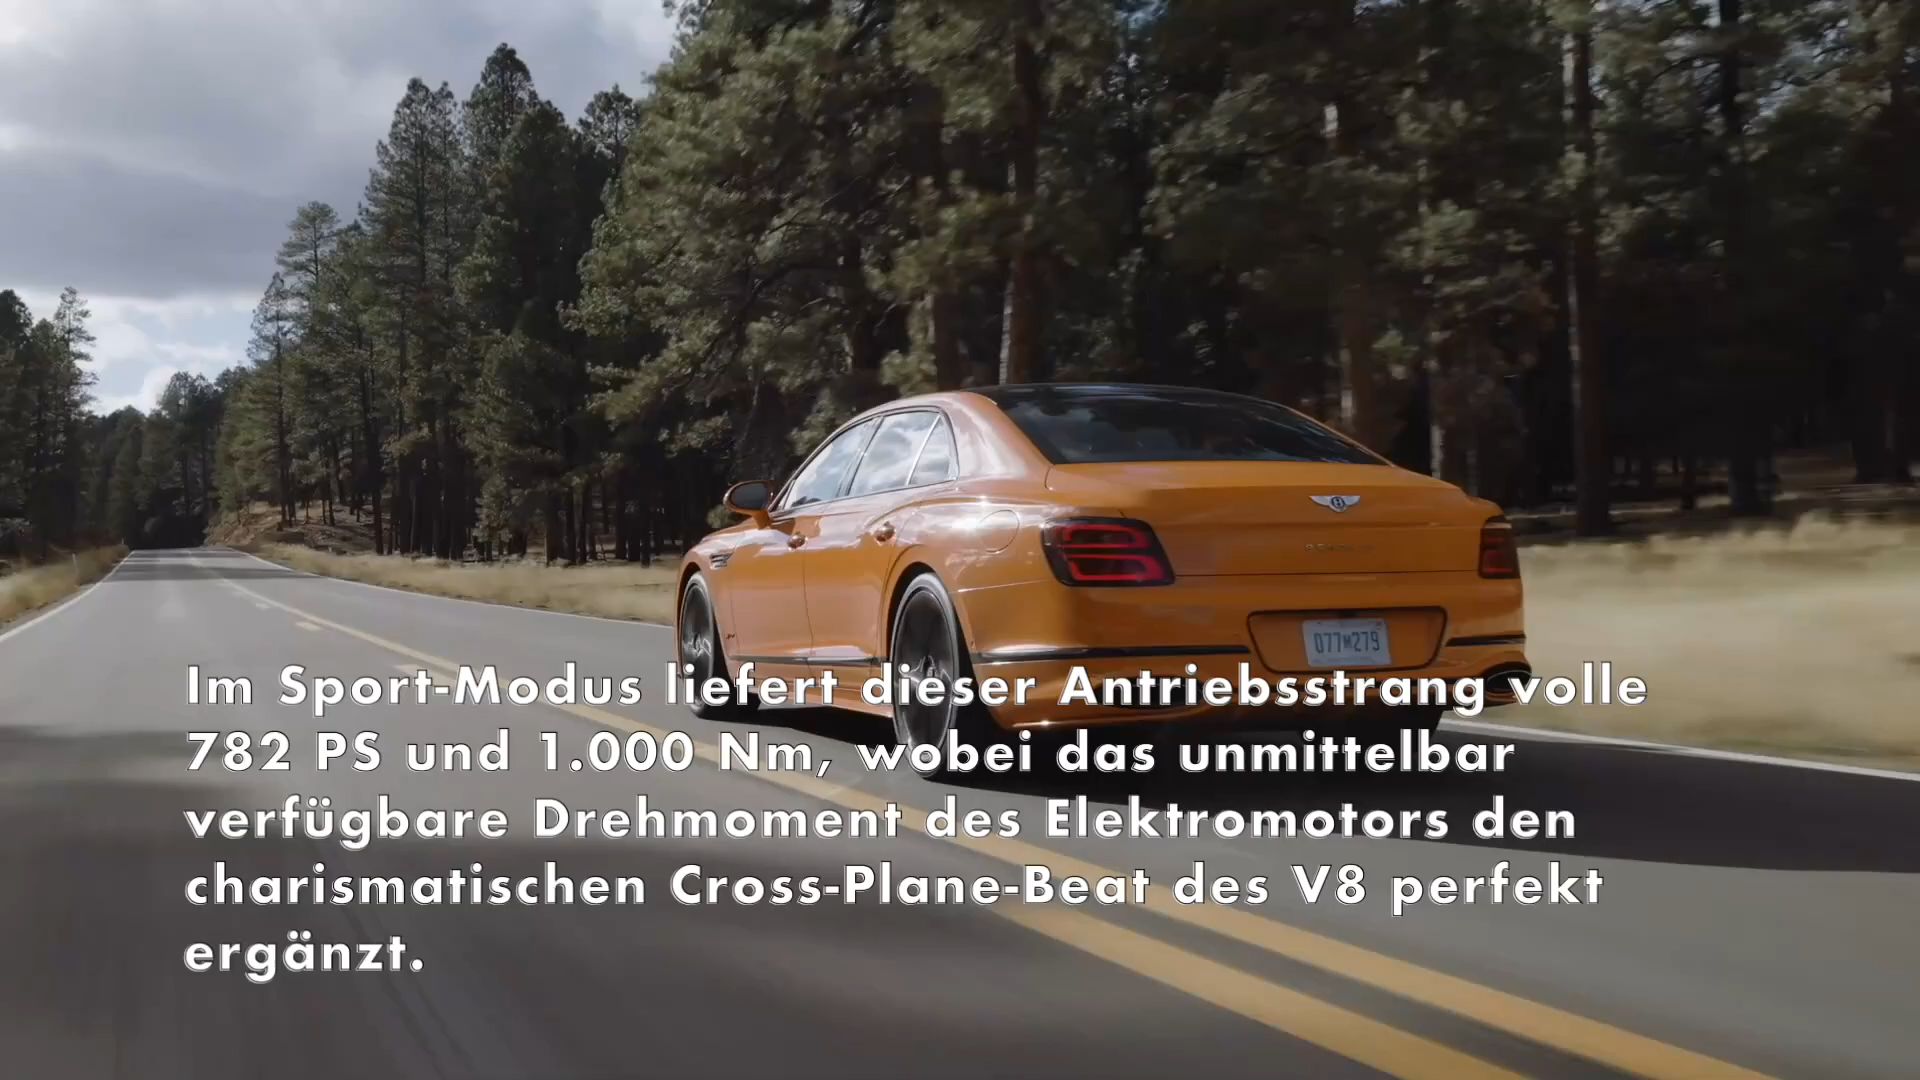 077M279
Im Sport-Modus liefert dieser Antriebsstrang volle
782 PS und 1.000 Nm, wobei das unmittelbar
verfügbare Drehmoment des Elektromotors den
charismatischen Cross-Plane-Beat des V8 perfekt
ergänzt.